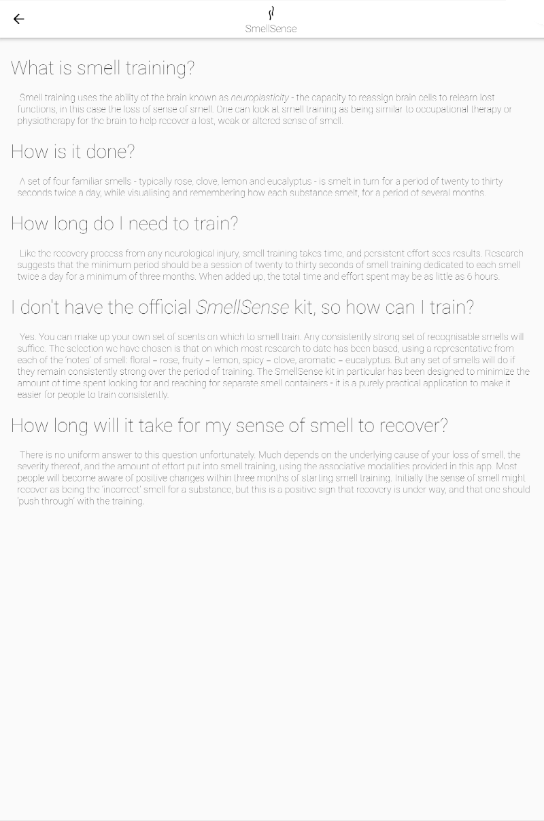 SmellSense
What is smell training?
Smell training uses the ability of the brain known as neuroplasticity - the capacity to reassign brain cells to relearn lost
functions, in this case the loss of sense of smell. One can look at smell training as being similar to occupational therapy or
physiotherapy for the brain to help recover a lost, weak or altered sense of smell.
How is it done?
A set of four familiar smells - typically rose, clove, lemon and eucalyptus - is smelt in turn for a period of twenty to thirty
seconds twice a day, while visualising and remembering how each substance smelt, for a period of several months.
How long do I need to train?
Like the recovery process from any neurological injury, smell training takes time, and persistent effort sees results. Research
suggests that the minimum period should be a session of twenty to thirty seconds of smell training dedicated to each smell
twice a day for a minimum of three months. When added up, the total time and effort spent may be as little as 6 hours.
I don't have the official SmellSense kit, so how can I train?
Yes. You can make up your own set of scents on which to smell train. Any consistently strong set of recognisable smells will
suffice. The selection we have chosen is that on which most research to date has been based, using a representative from
each of the 'notes' of smell: floral – rose, fruity – lemon, spicy – clove, aromatic – eucalyptus. But any set of smells will do if
they remain consistently strong over the period of training. The SmellSense kit in particular has been designed to minimize the
amount of time spent looking for and reaching for separate smell containers - it is a purely practical application to make it
easier for people to train consistently.
How long will it take for my sense of smell to recover?
There is no uniform answer to this question unfortunately. Much depends on the underlying cause of your loss of smell, the
severity thereof, and the amount of effort put into smell training, using the associative modalities provided in this app. Most
people will become aware of positive changes within three months of starting smell training. Initially the sense of smell might
recover as being the 'incorrect' smell for a substance, but this is a positive sign that recovery is under way, and that one should
'push through' with the training.